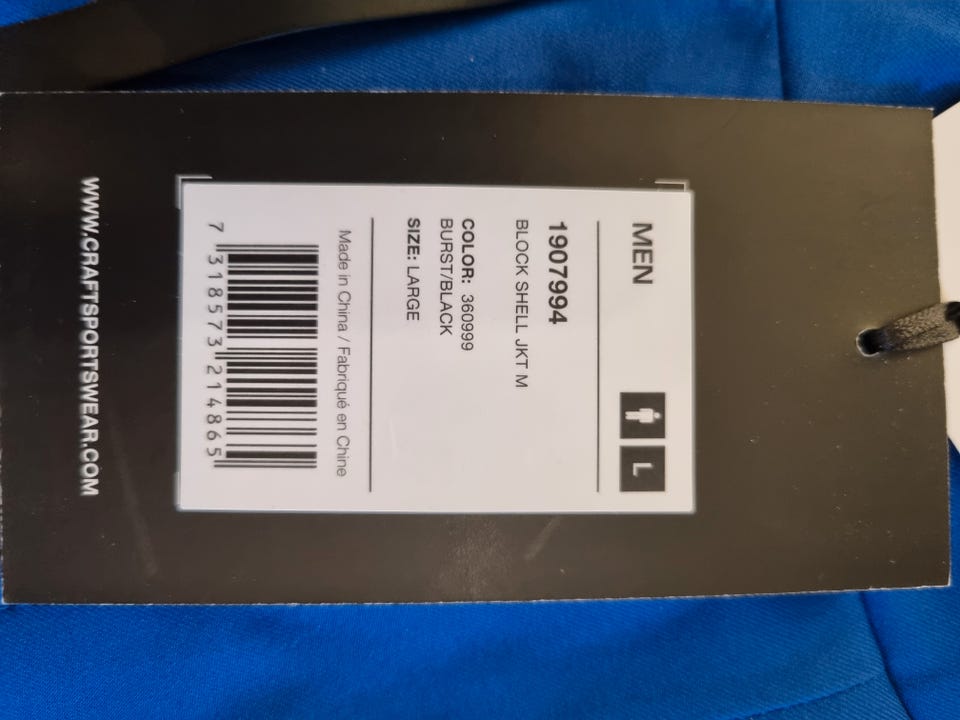 MEN
L
1907994
BLOCK SHELL JKT M
COLOR: 360999
BURST/BLACK
SIZE: LARGE
Made in China / Fabriqué en Chine
7 318573 214865
WWW.CRAFTSPORTSWEAR.COM